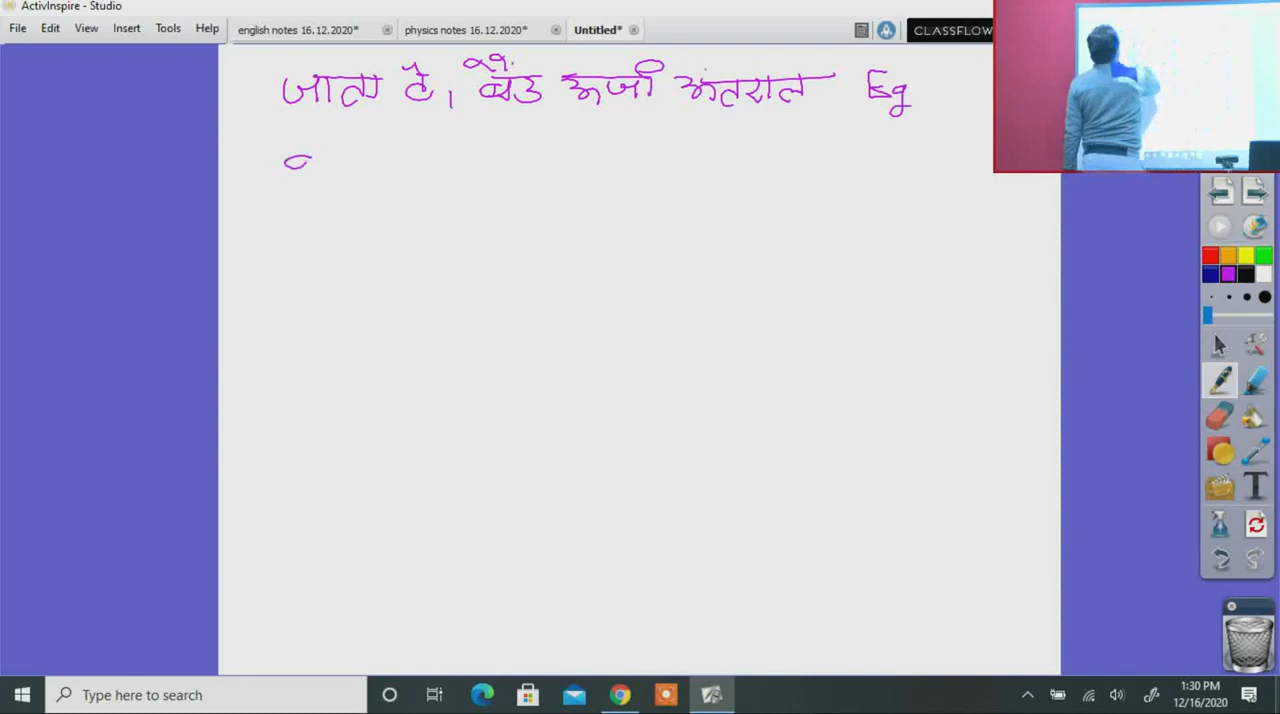 ActivInspire - Studio
File Edit View Insert Tools Help
english notes 16.12.2020* physics notes 16.12.2020* Untitled* CLASSFLOW
जाता है। बैंड ऊर्जा अंतराल Eg
T
Type here to search
1:30 PM
12/16/2020